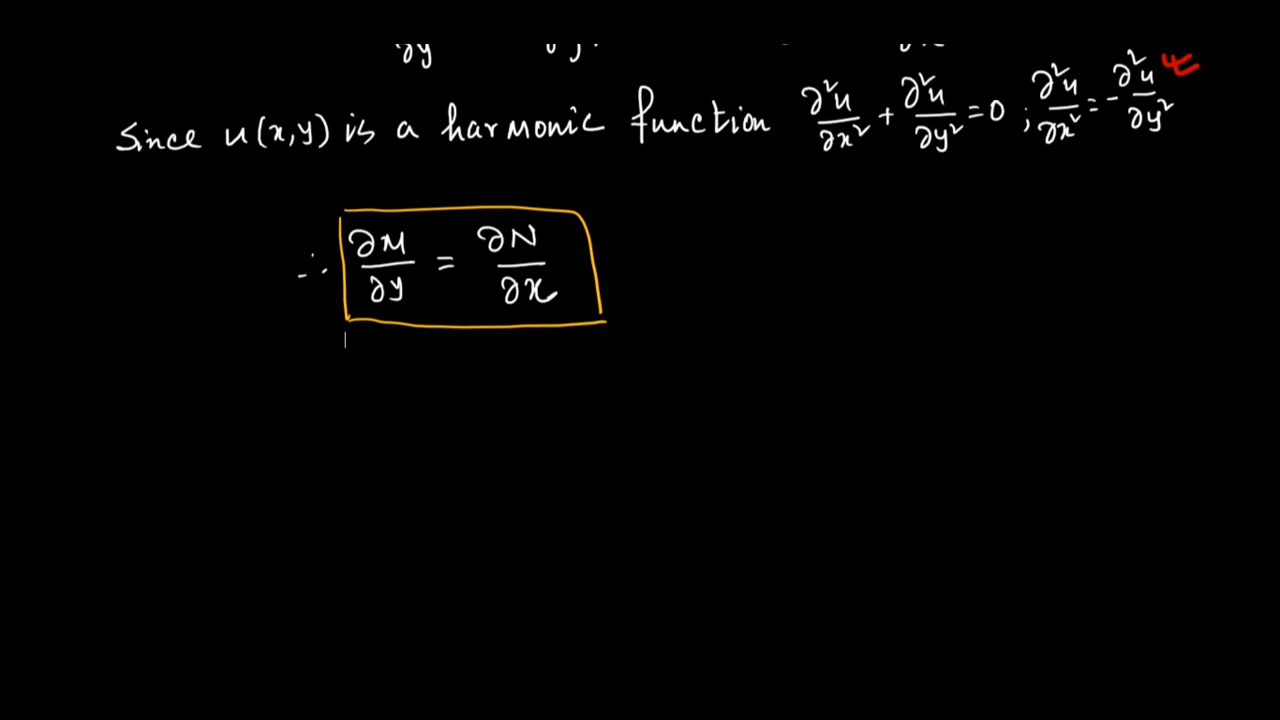 Since u(x,y) is a harmonic function ∂²u/∂x² + ∂²u/∂y² = 0 ; ∂²u/∂x² = -∂²u/∂y²
∴ ∂M/∂y = ∂N/∂x